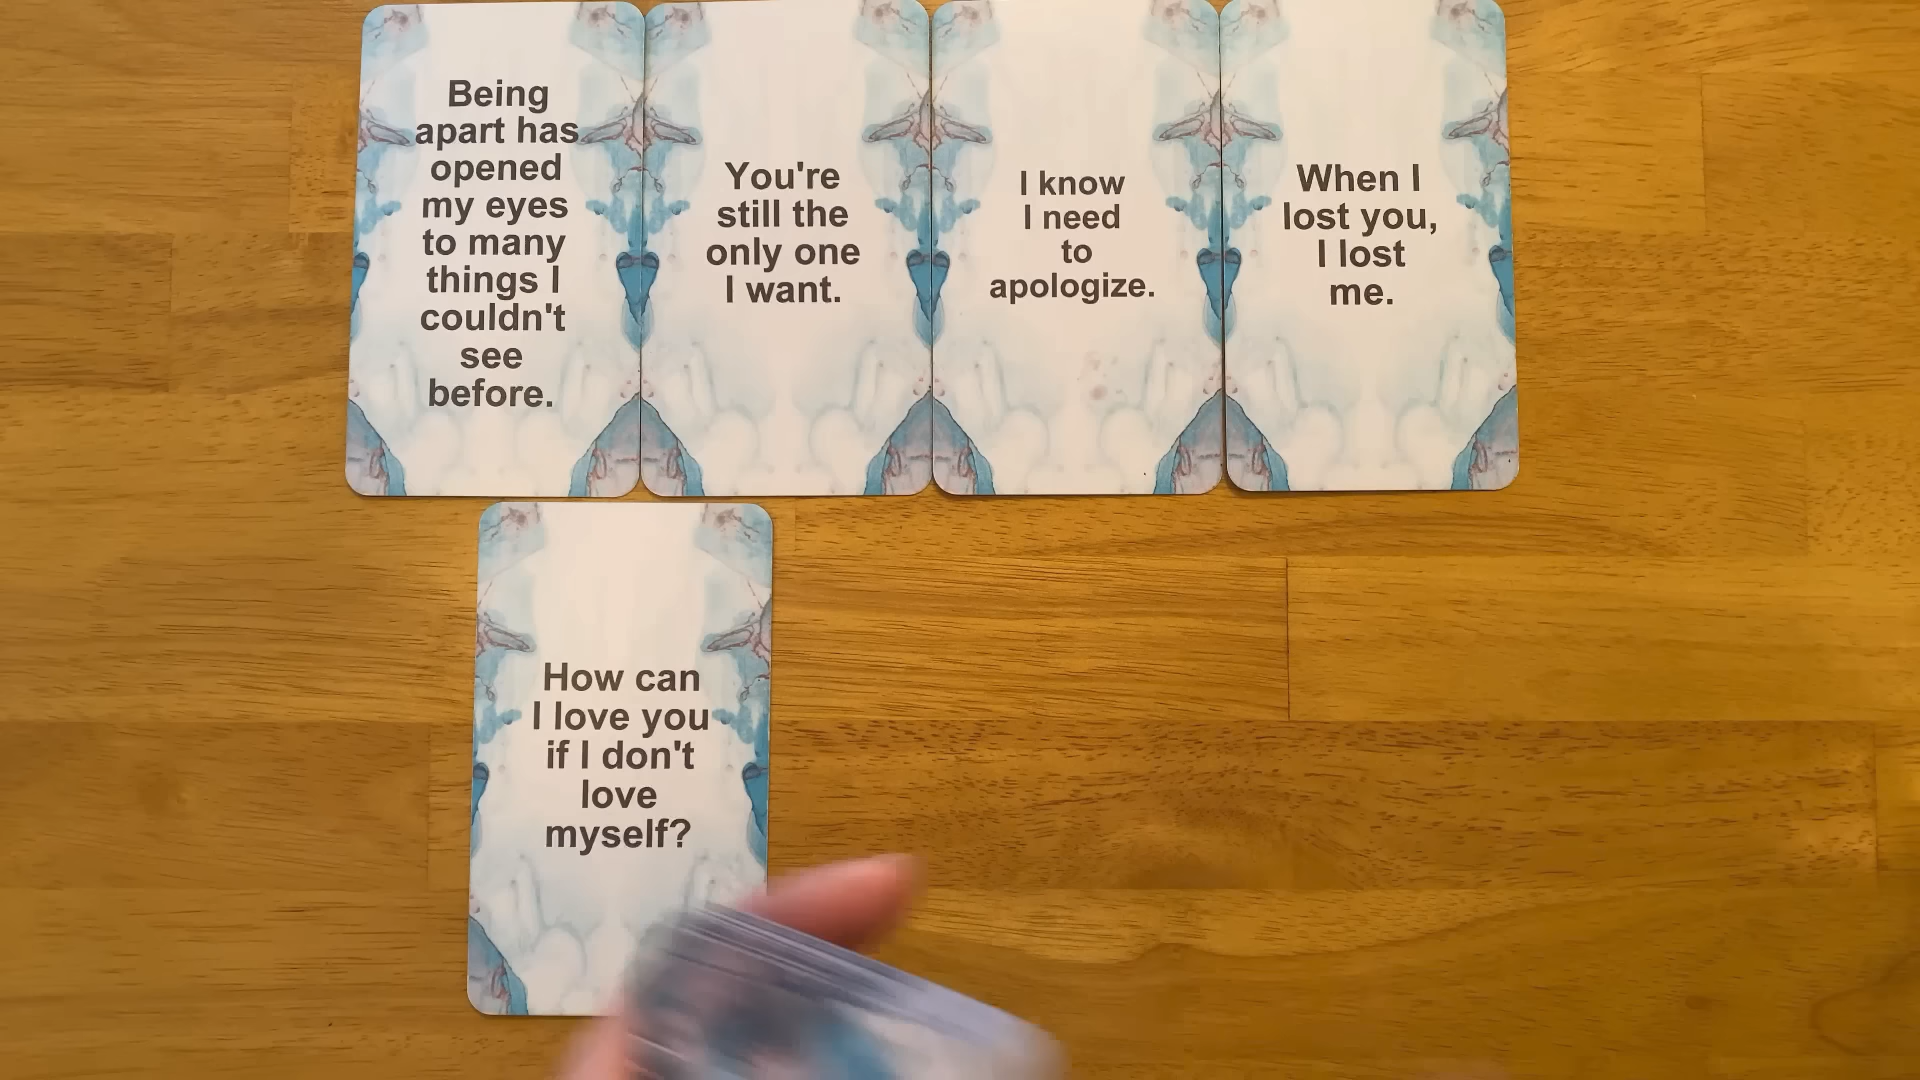 Being
apart has
opened
my eyes
to many
things I
couldn't
see
before.
You're
still the
only one
I want.
I know
I need
to
apologize.
When I
lost you,
I lost
me.
How can
I love you
if I don't
love
myself?